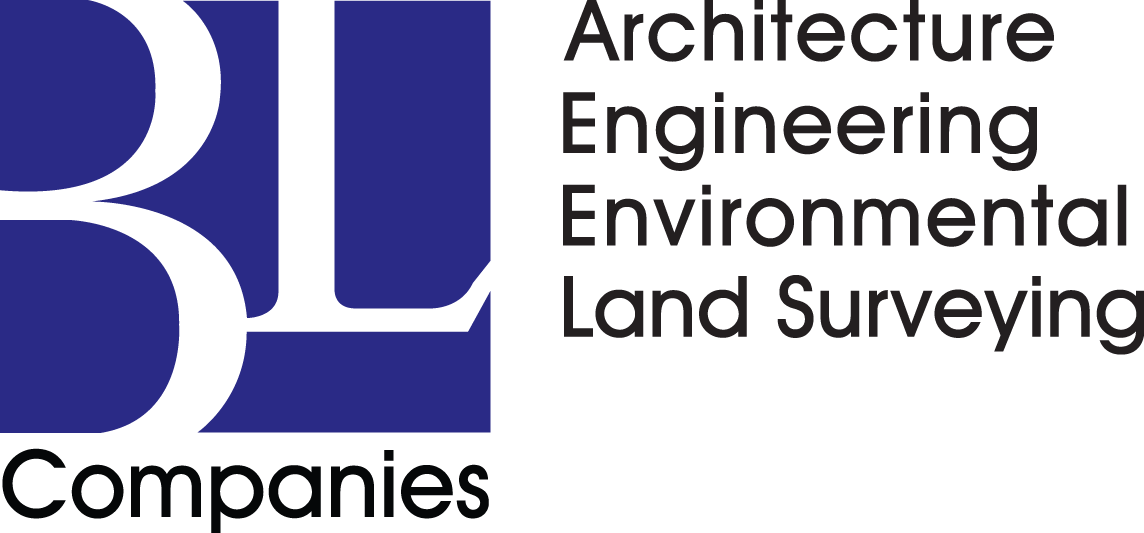 BL
Companies
Architecture
Engineering
Environmental
Land Surveying